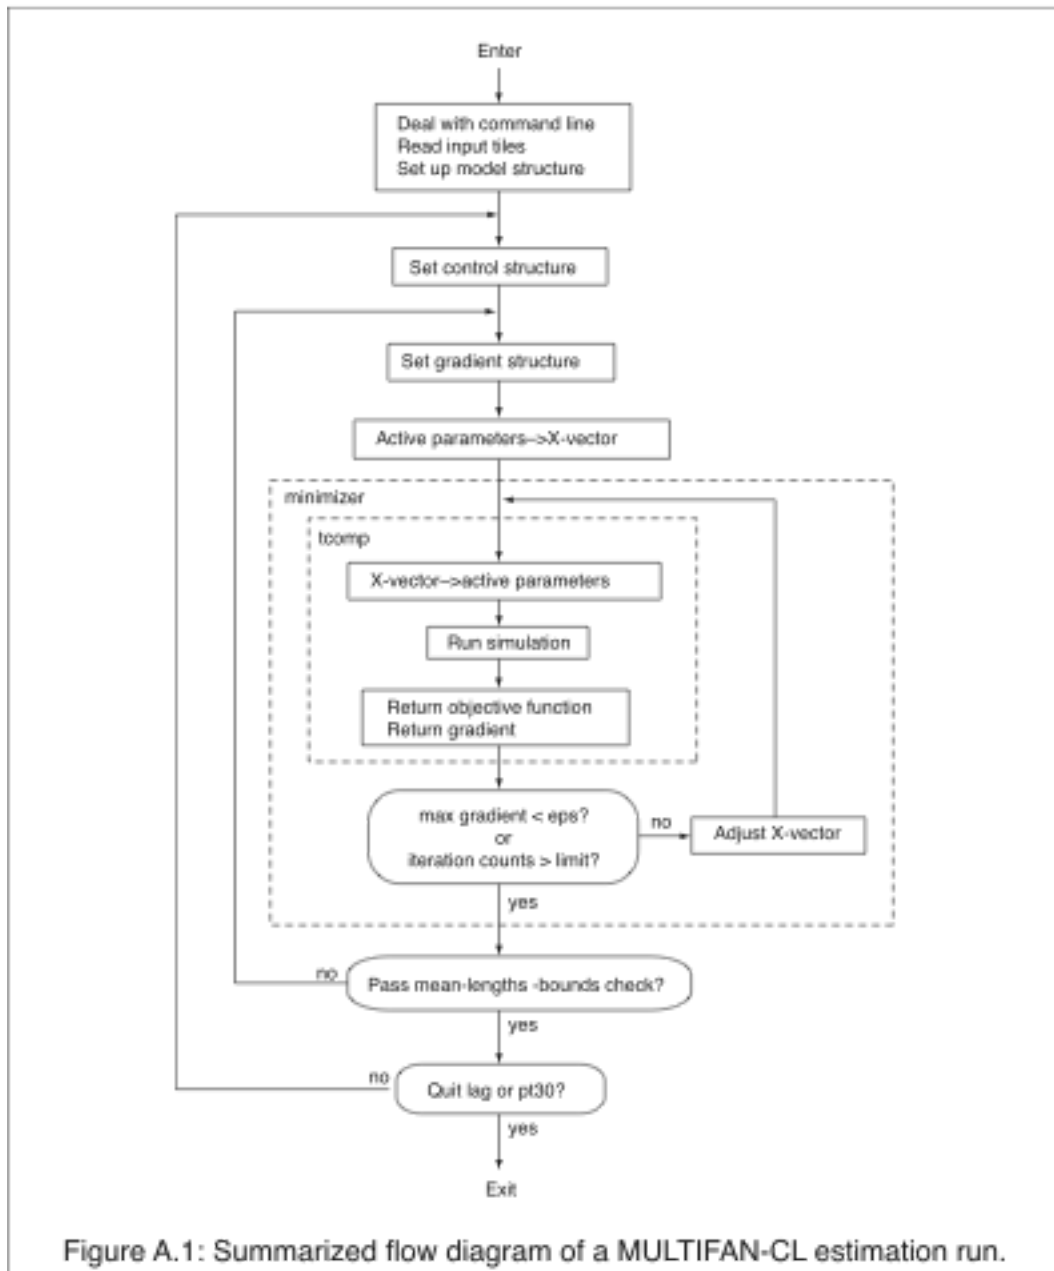 Enter
Deal with command line
Read input tiles
Set up model structure
Set control structure
Set gradient structure
Active parameters–>X-vector
minimizer
tcomp
X-vector–>active parameters
Run simulation
Return objective function
Return gradient
max gradient < eps?
or
iteration counts > limit?
no
Adjust X-vector
yes
no
Pass mean-lengths -bounds check?
yes
no
Quit lag or pt30?
yes
Exit
Figure A.1: Summarized flow diagram of a MULTIFAN-CL estimation run.